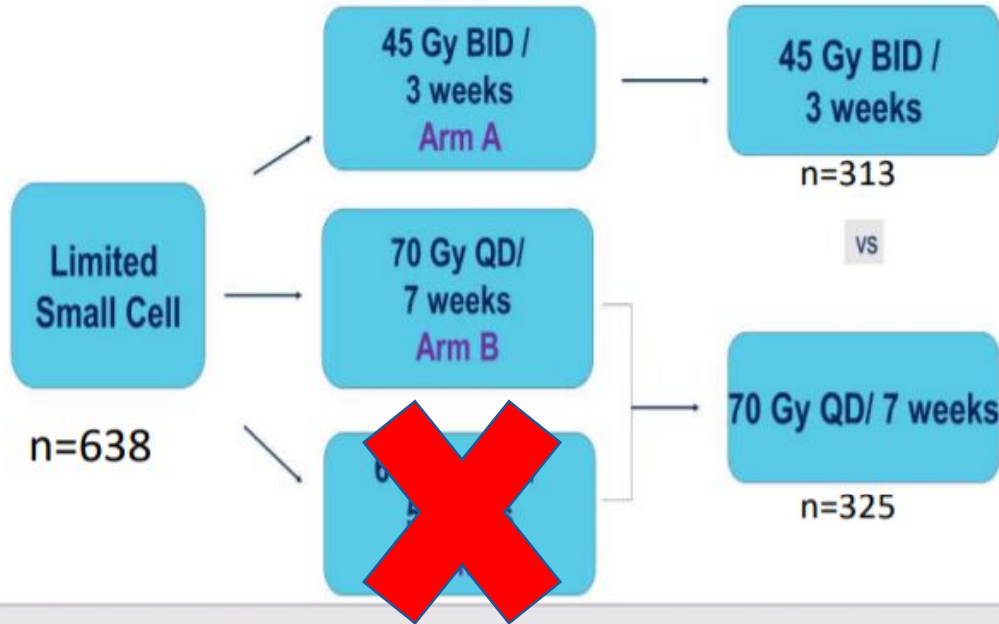 45 Gy BID /
3 weeks
Arm A
45 Gy BID /
3 weeks
n=313
vs
Limited
Small Cell
n=638
70 Gy QD/
7 weeks
Arm B
70 Gy QD/ 7 weeks
n=325